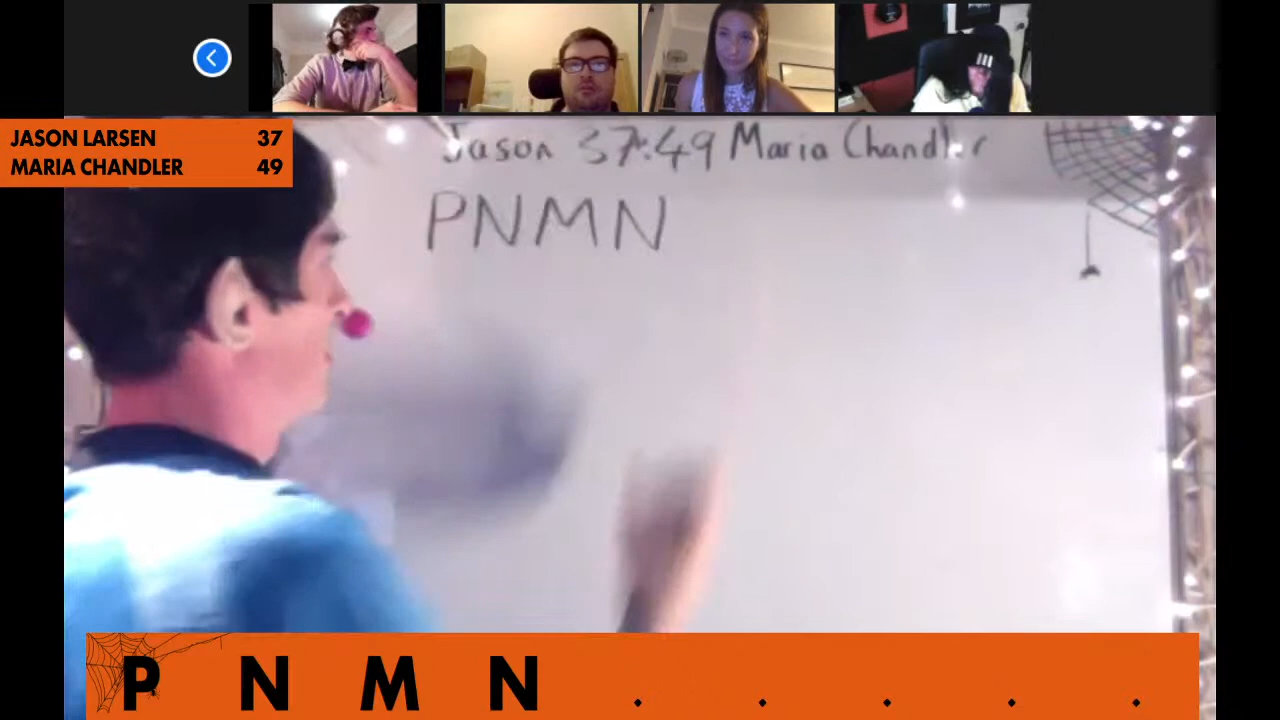 JASON LARSEN 37
MARIA CHANDLER 49
Jason 37:49 Maria Chandler
PNMN
P N M N . . . . .